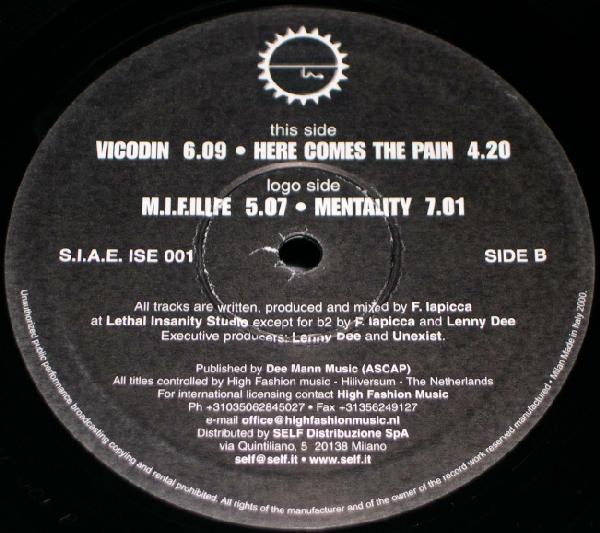 this side
VICODIN 6.09 • HERE COMES THE PAIN 4.20
logo side
M.I.F.ILIFE 5.07 • MENTALITY 7.01
S.I.A.E. ISE 001
SIDE B
All tracks are written, produced and mixed by F. Iapicca
at Lethal Insanity Studio except for b2 by F. Iapicca and Lenny Dee
Executive producers: Lenny Dee and Unexist.
Published by Dee Mann Music (ASCAP)
All titles controlled by High Fashion music - Hiliversum - The Netherlands
For international licensing contact High Fashion Music
Ph +31035062845027 • Fax +31356249127
e-mail office@highfashionmusic.nl
Distributed by SELF Distribuzione SpA
via Quintiliano, 5 20138 Milano
self@self.it • www.self.it
Unauthorized public performance broadcasting copying and rental prohibited. All rights of the manufacturer and of the owner of the record work reserved manufactured • Milan Made in Italy 2000.